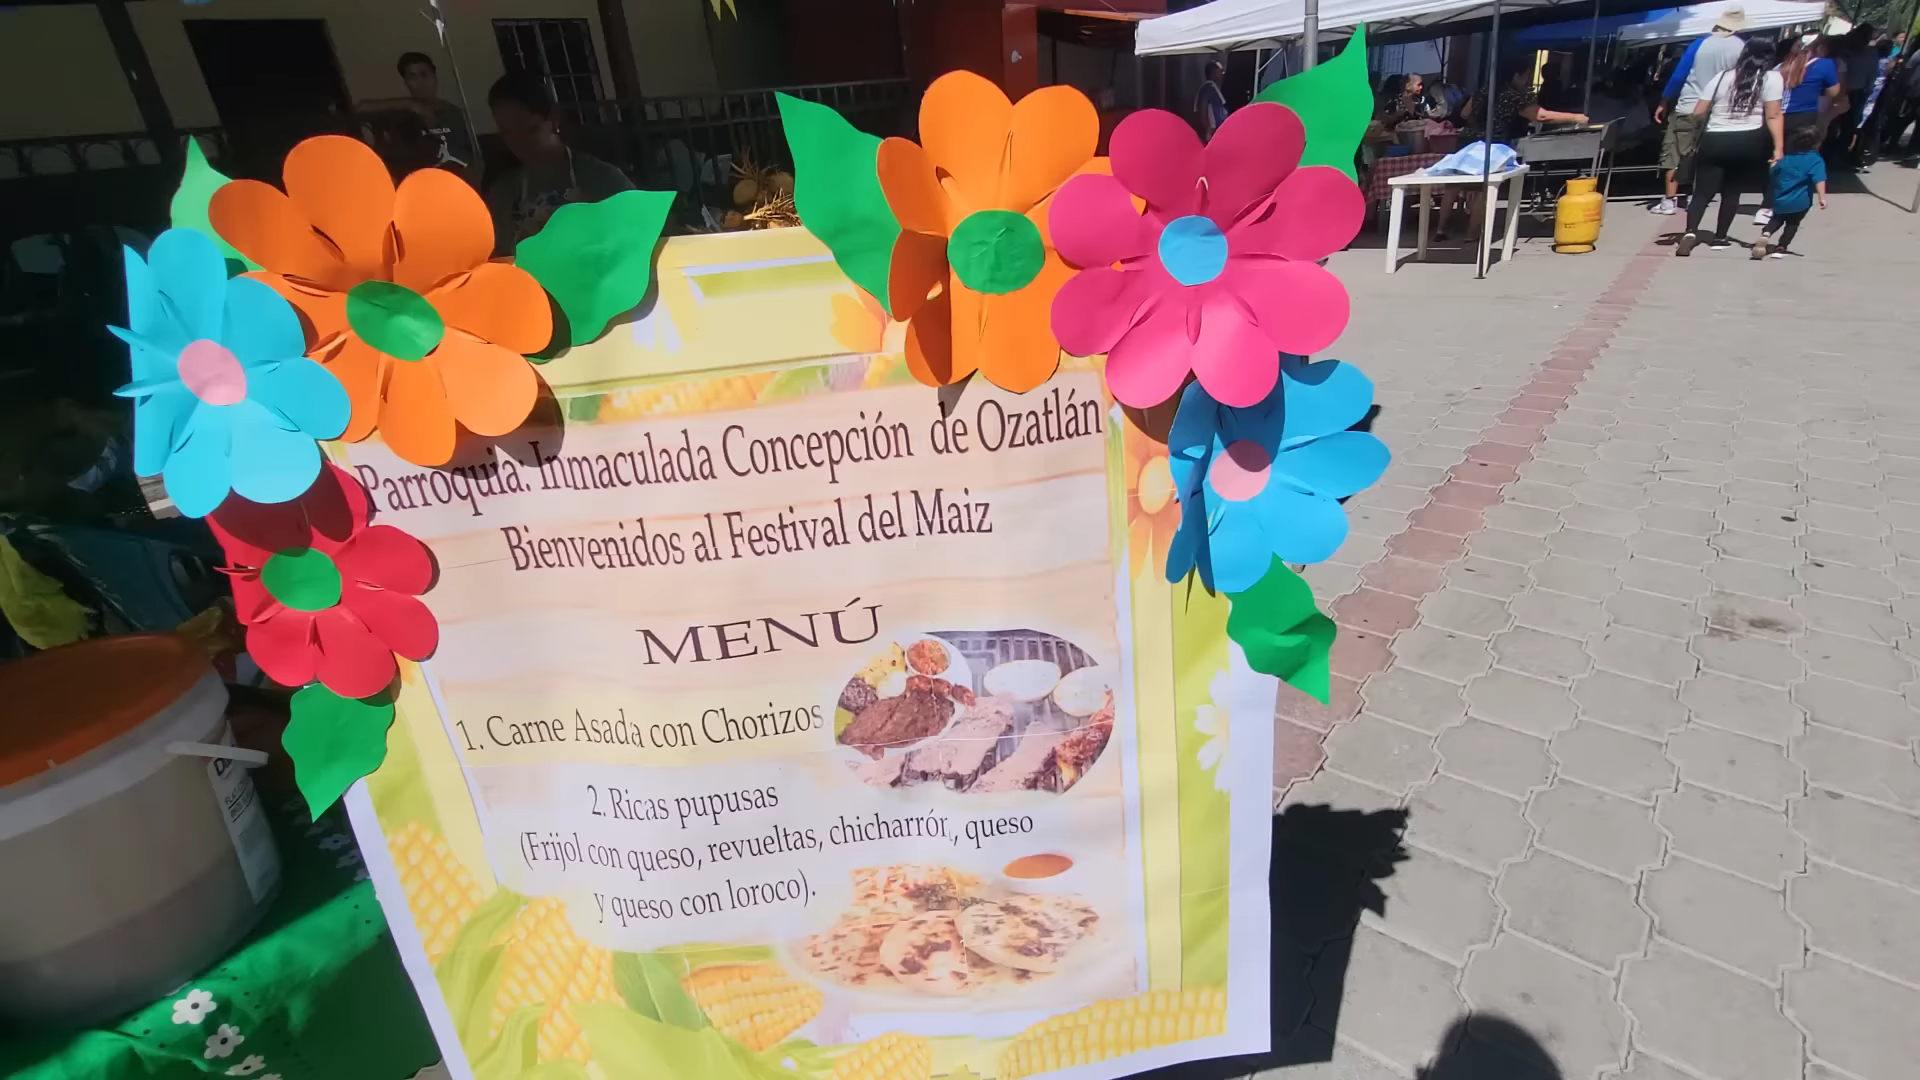 Parroquia: Inmaculada Concepción de Ozatlán
Bienvenidos al Festival del Maiz
MENÚ
1. Carne Asada con Chorizos
2. Ricas pupusas
(Frijol con queso, revueltas, chicharrón, queso
y queso con loroco).